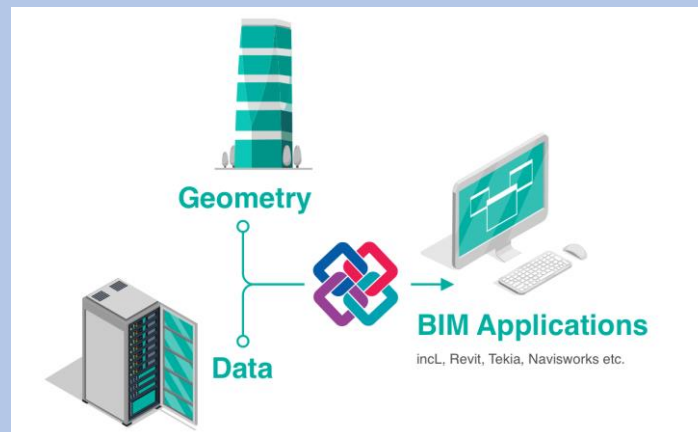 Geometry
Data
BIM Applications
incL, Revit, Tekia, Navisworks etc.